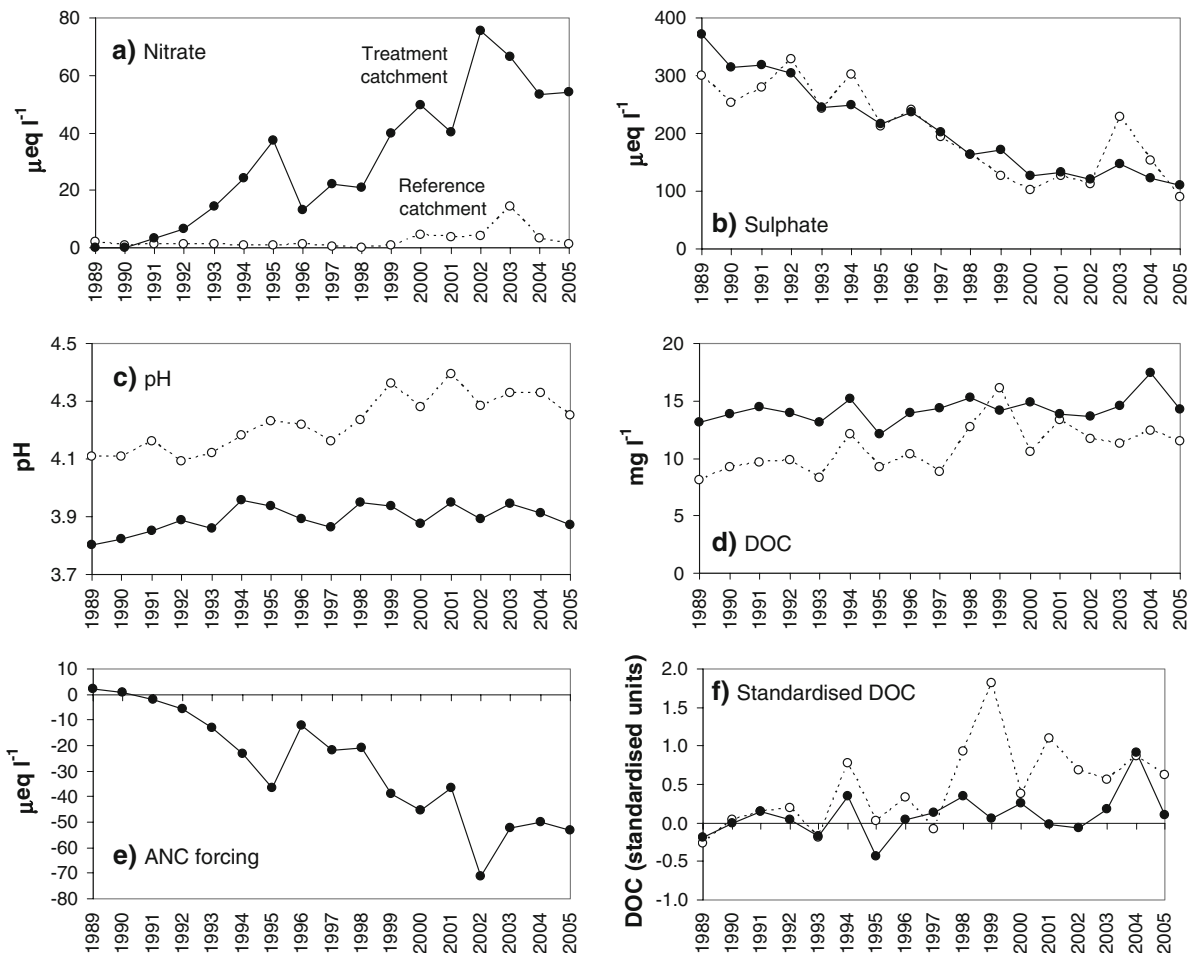 a) Nitrate
Treatment
catchment
Reference
catchment
µeq l⁻¹
80
60
40
20
0
1989 1990 1991 1992 1993 1994 1995 1996 1997 1998 1999 2000 2001 2002 2003 2004 2005
b) Sulphate
µeq l⁻¹
400
300
200
100
0
1989 1990 1991 1992 1993 1994 1995 1996 1997 1998 1999 2000 2001 2002 2003 2004 2005
c) pH
pH
4.5
4.3
4.1
3.9
3.7
1989 1990 1991 1992 1993 1994 1995 1996 1997 1998 1999 2000 2001 2002 2003 2004 2005
d) DOC
mg l⁻¹
20
15
10
5
0
1989 1990 1991 1992 1993 1994 1995 1996 1997 1998 1999 2000 2001 2002 2003 2004 2005
e) ANC forcing
µeq l⁻¹
10
0
-10
-20
-30
-40
-50
-60
-70
-80
1989 1990 1991 1992 1993 1994 1995 1996 1997 1998 1999 2000 2001 2002 2003 2004 2005
f) Standardised DOC
DOC (standardised units)
2.0
1.5
1.0
0.5
0.0
-0.5
-1.0
1989 1990 1991 1992 1993 1994 1995 1996 1997 1998 1999 2000 2001 2002 2003 2004 2005